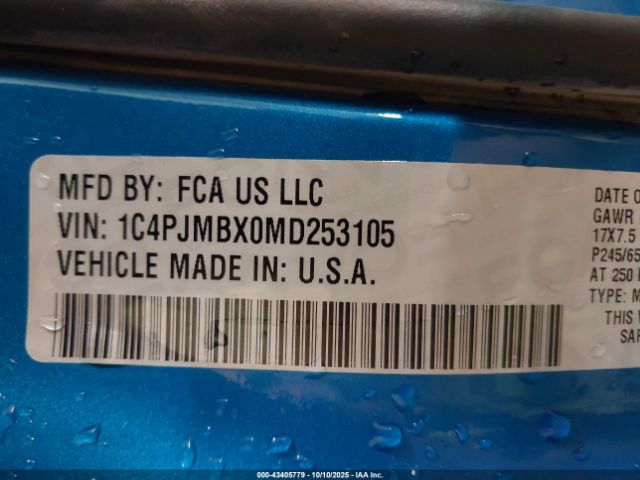 MFD BY: FCA US LLC
VIN: 1C4PJMBX0MD253105
VEHICLE MADE IN: U.S.A.
DATE O
GAWR
17X7.5
P245/65
AT 250
TYPE: M
THIS
SAF
00-43405779 - 10/10/2025 - IAA Inc.